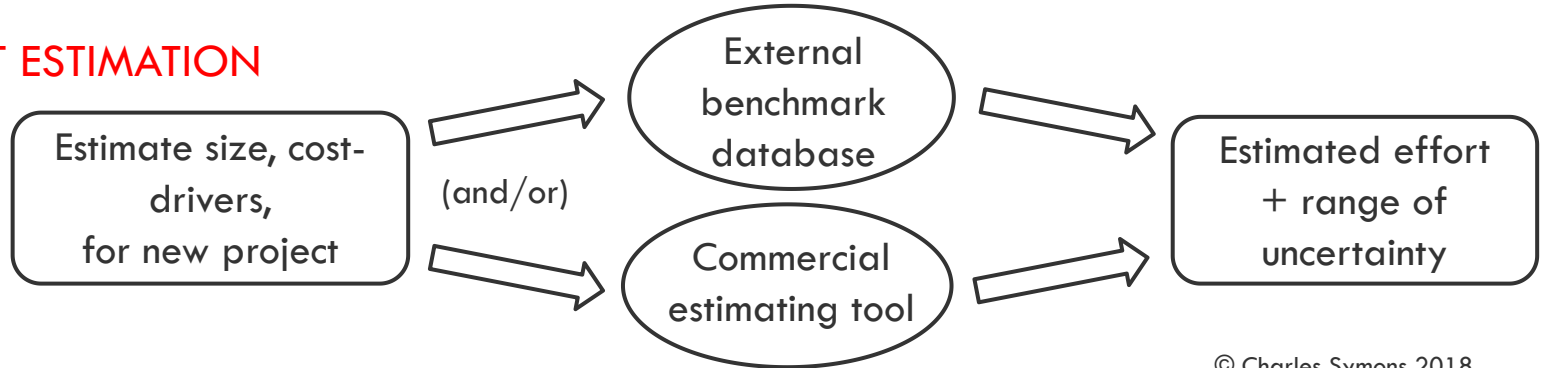 T ESTIMATION
Estimate size, cost-
drivers,
for new project
(and/or)
External
benchmark
database
Commercial
estimating tool
Estimated effort
+ range of
uncertainty
© Charles Symons 2018